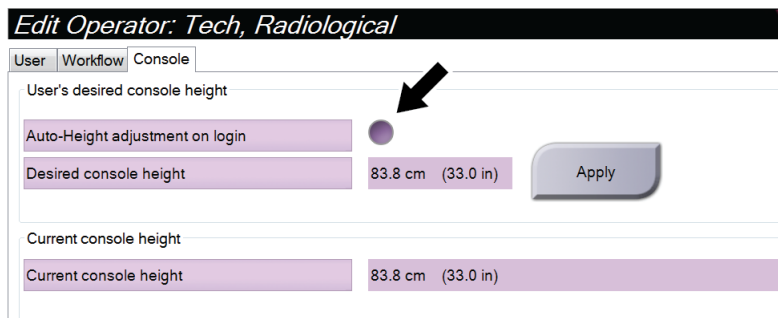 Edit Operator: Tech, Radiological
User Workflow Console
User's desired console height
Auto-Height adjustment on login
Desired console height 83.8 cm (33.0 in) Apply
Current console height
Current console height 83.8 cm (33.0 in)